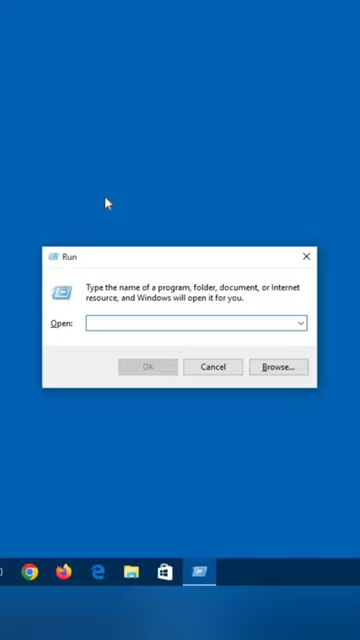 Run
Type the name of a program, folder, document, or Internet
resource, and Windows will open it for you.
Open:
OK
Cancel
Browse...